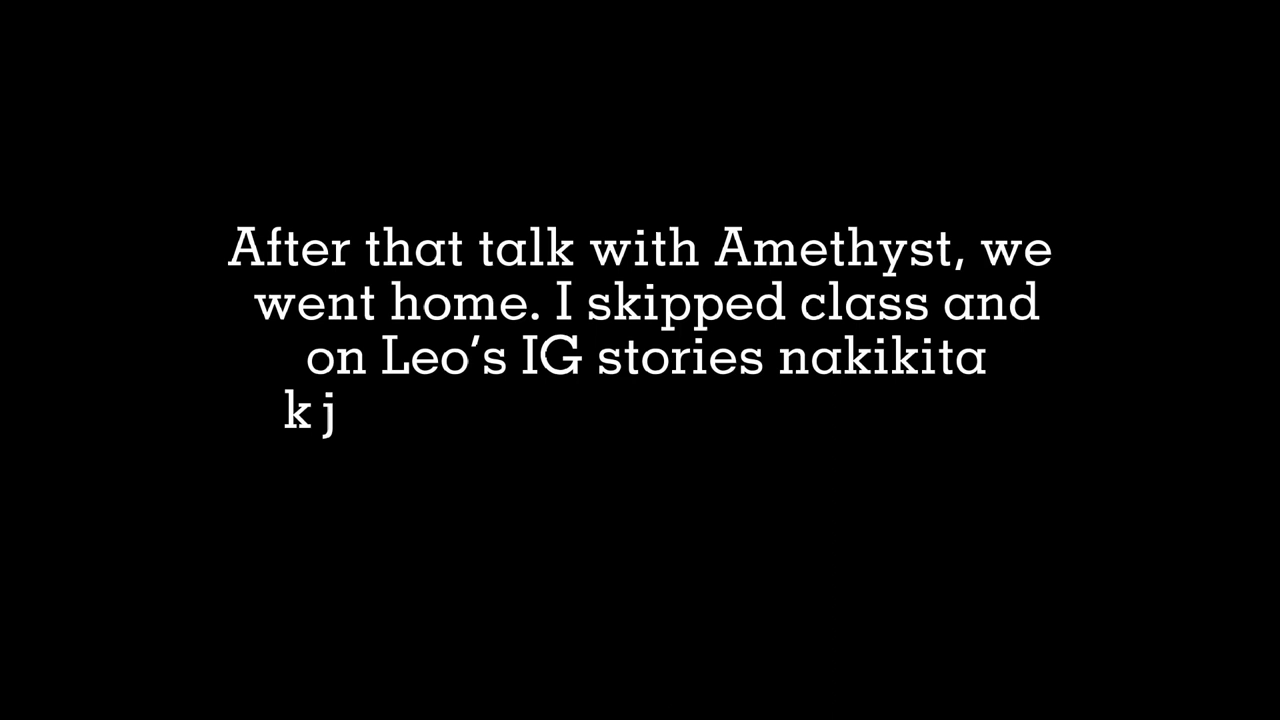 After that talk with Amethyst, we
went home. I skipped class and
on Leo’s IG stories nakikita
k j